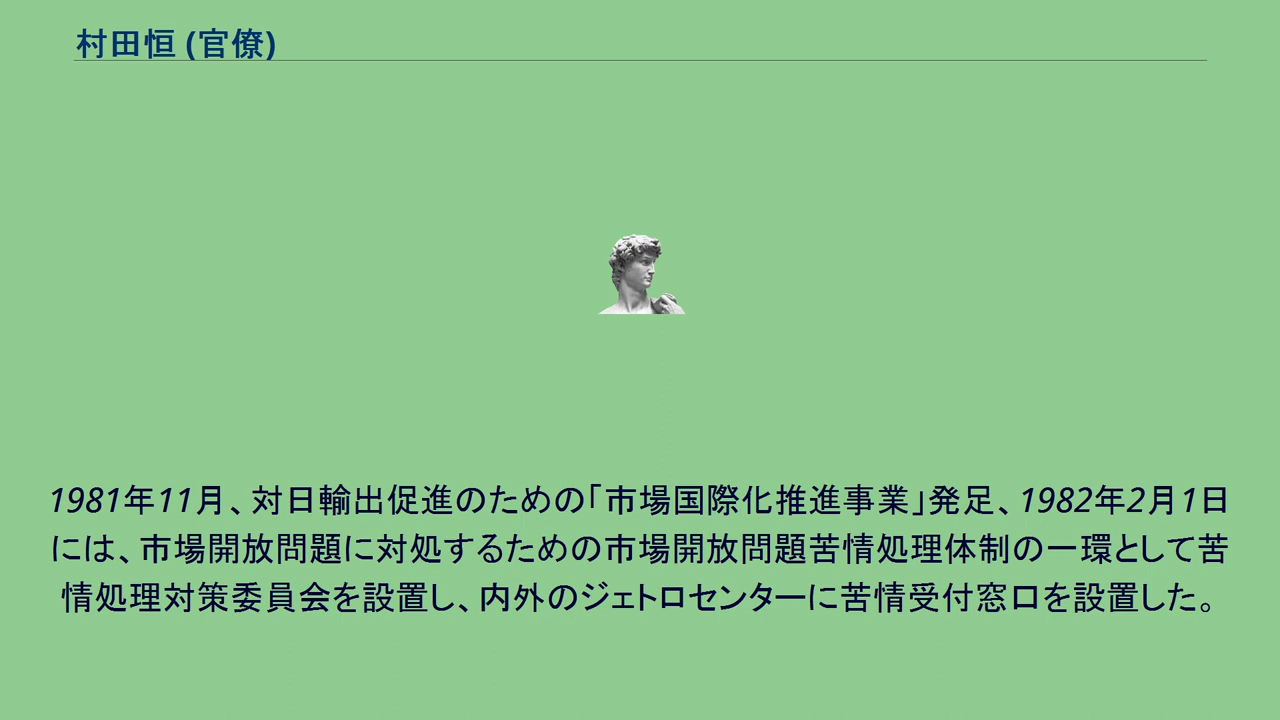 村田恒 (官僚)
1981年11月、対日輸出促進のための「市場国際化推進事業」発足、1982年2月1日
には、市場開放問題に対処するための市場開放問題苦情処理体制の一環として苦
情処理対策委員会を設置し、内外のジェトロセンターに苦情受付窓口を設置した。